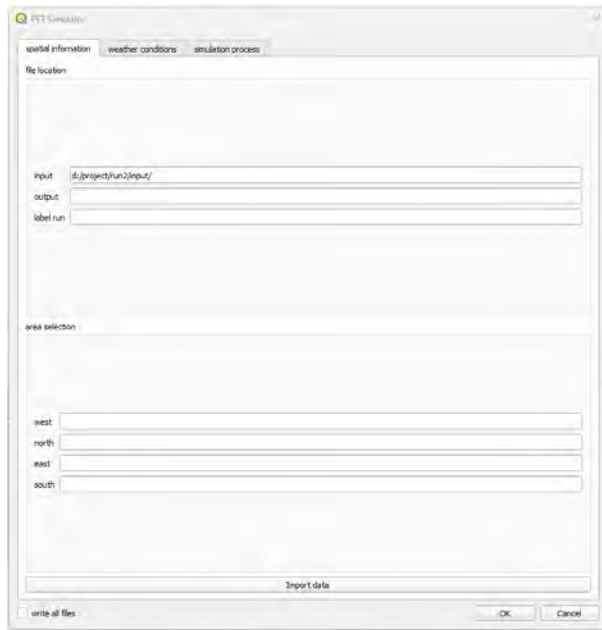 PET Simulator
spatial information weather conditions simulation process
file location
input d:/project/run2/input/
output
label run
area selection
west
north
east
south
Import data
write all files OK Cancel